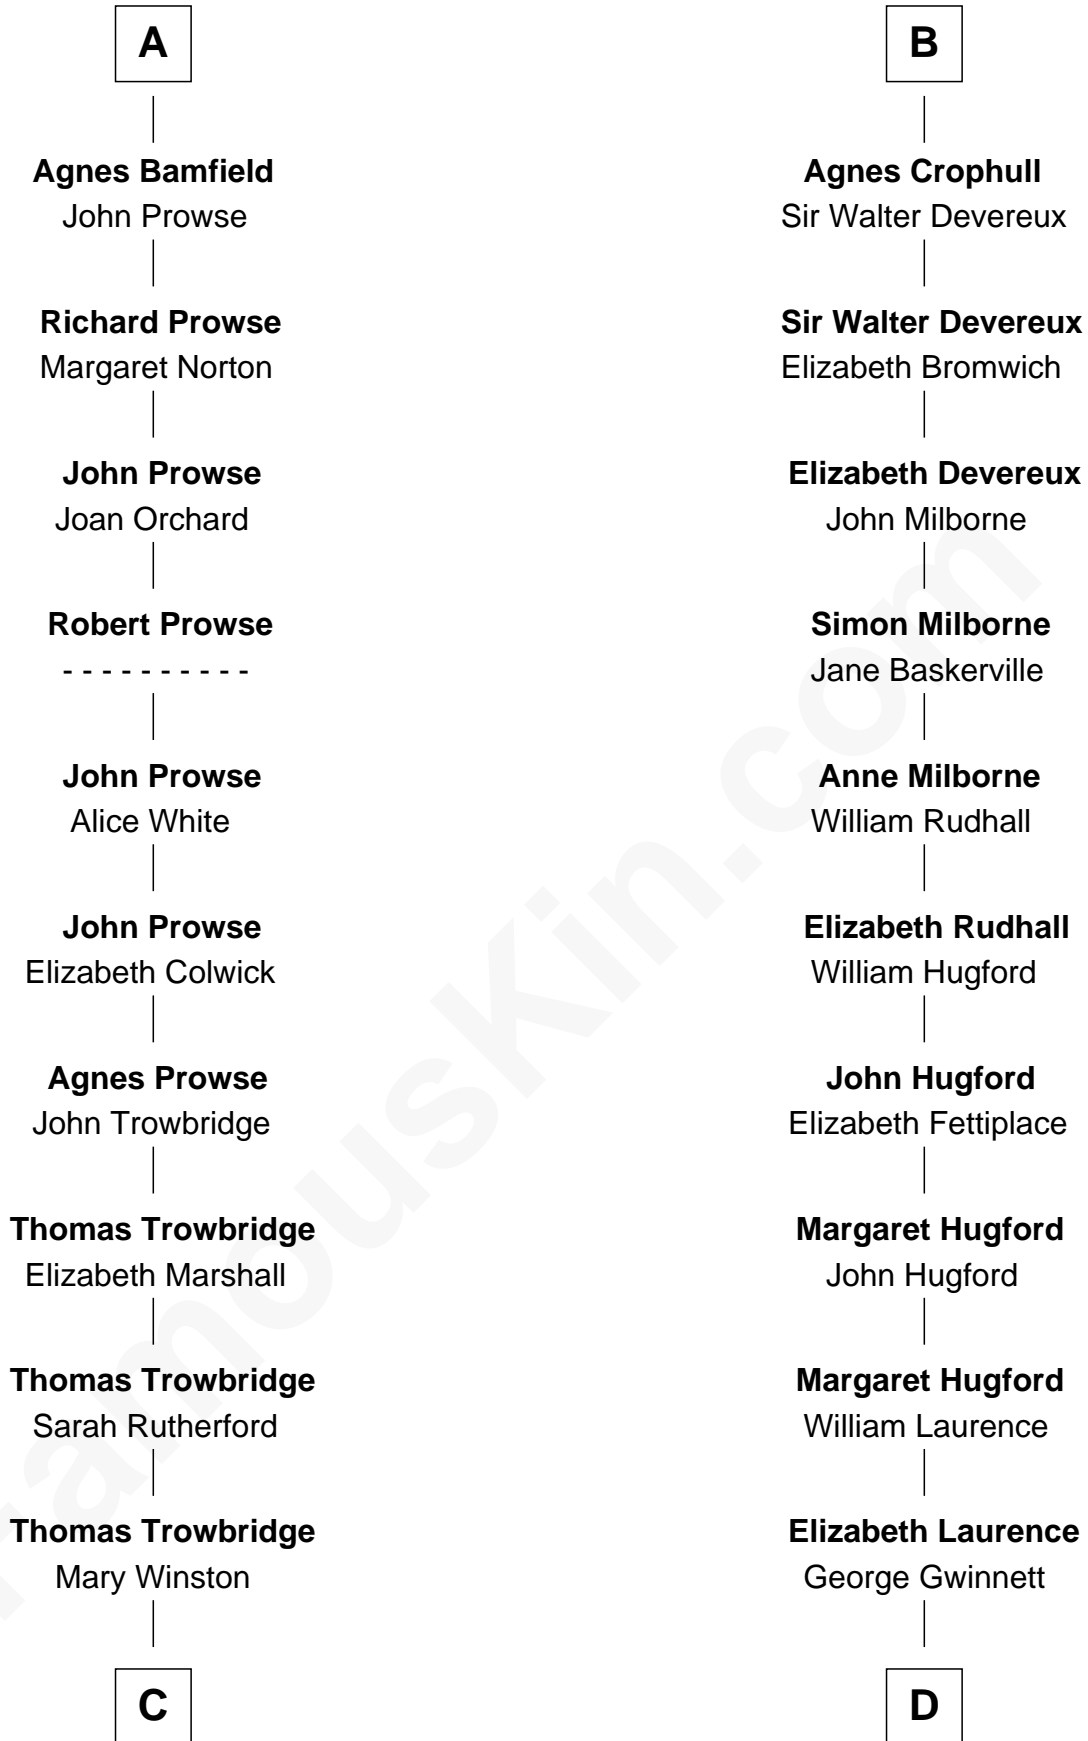 A
Agnes Bamfield
John Prowse
Richard Prowse
Margaret Norton
John Prowse
Joan Orchard
Robert Prowse
- - - - - - - - - -
John Prowse
Alice White
John Prowse
Elizabeth Colwick
Agnes Prowse
John Trowbridge
Thomas Trowbridge
Elizabeth Marshall
Thomas Trowbridge
Sarah Rutherford
Thomas Trowbridge
Mary Winston
C
B
Agnes Crophull
Sir Walter Devereux
Sir Walter Devereux
Elizabeth Bromwich
Elizabeth Devereux
John Milborne
Simon Milborne
Jane Baskerville
Anne Milborne
William Rudhall
Elizabeth Rudhall
William Hugford
John Hugford
Elizabeth Fettiplace
Margaret Hugford
John Hugford
Margaret Hugford
William Laurence
Elizabeth Laurence
George Gwinnett
D
FamousKin.com